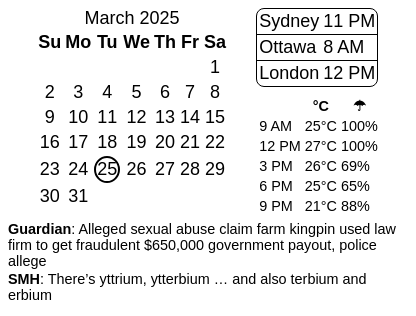 March 2025
Su Mo Tu We Th Fr Sa
1
2 3 4 5 6 7 8
9 10 11 12 13 14 15
16 17 18 19 20 21 22
23 24 25 26 27 28 29
30 31
Sydney 11 PM
Ottawa 8 AM
London 12 PM
°C ☂
9 AM 25°C 100%
12 PM 27°C 100%
3 PM 26°C 69%
6 PM 25°C 65%
9 PM 21°C 88%
Guardian: Alleged sexual abuse claim farm kingpin used law
firm to get fraudulent $650,000 government payout, police
allege
SMH: There’s yttrium, ytterbium … and also terbium and
erbium